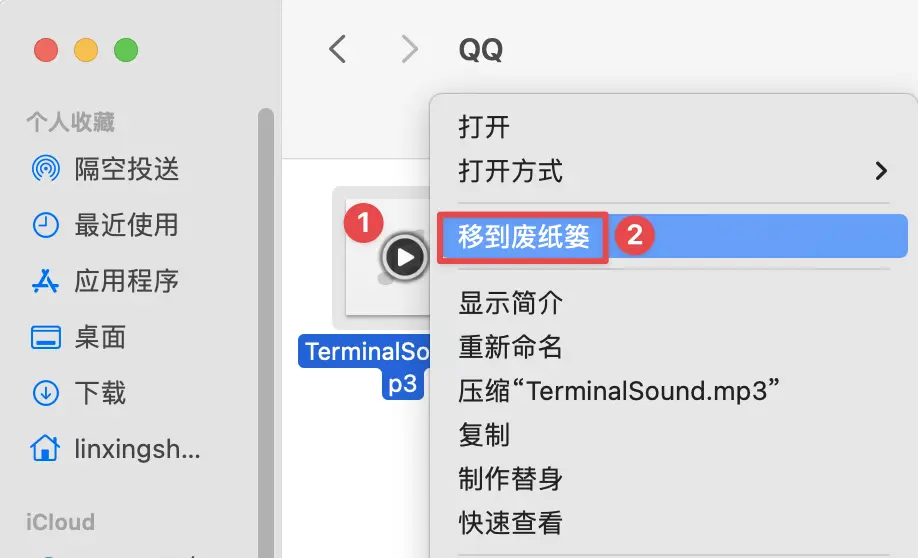 QQ
个人收藏
隔空投送
最近使用
应用程序
桌面
下载
linxingsh...
iCloud
1
TerminalSo
p3
打开
打开方式
移到废纸篓
2
显示简介
重新命名
压缩“TerminalSound.mp3”
复制
制作替身
快速查看